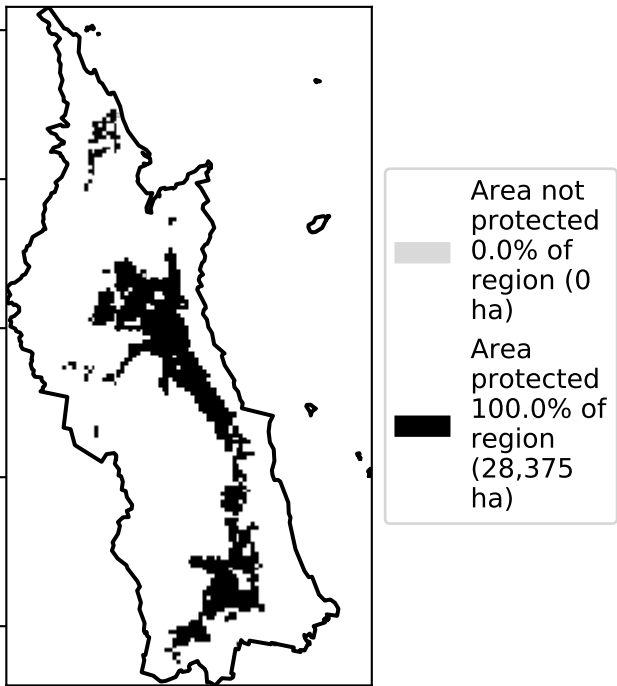 Area not
protected
0.0% of
region (0
ha)
Area
protected
100.0% of
region
(28,375
ha)